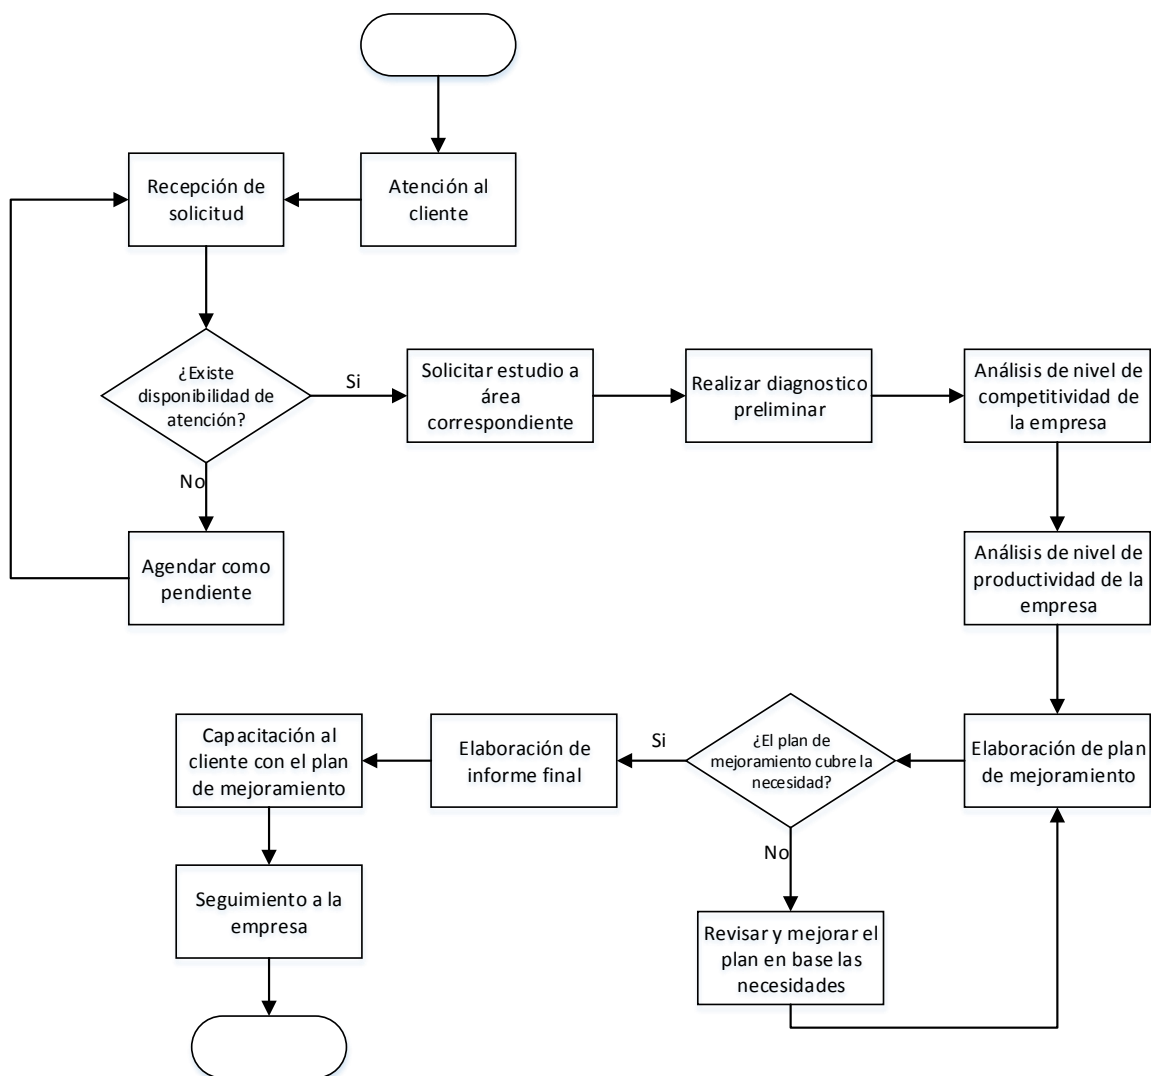 Atención al
cliente
Recepción de
solicitud
¿Existe
disponibilidad de
atención?
Si
Solicitar estudio a
área
correspondiente
Realizar diagnostico
preliminar
Análisis de nivel de
competitividad de
la empresa
No
Agendar como
pendiente
Análisis de nivel de
productividad de la
empresa
Elaboración de plan
de mejoramiento
¿El plan de
mejoramiento cubre la
necesidad?
Si
Elaboración de
informe final
Capacitación al
cliente con el plan
de mejoramiento
No
Revisar y mejorar el
plan en base las
necesidades
Seguimiento a la
empresa